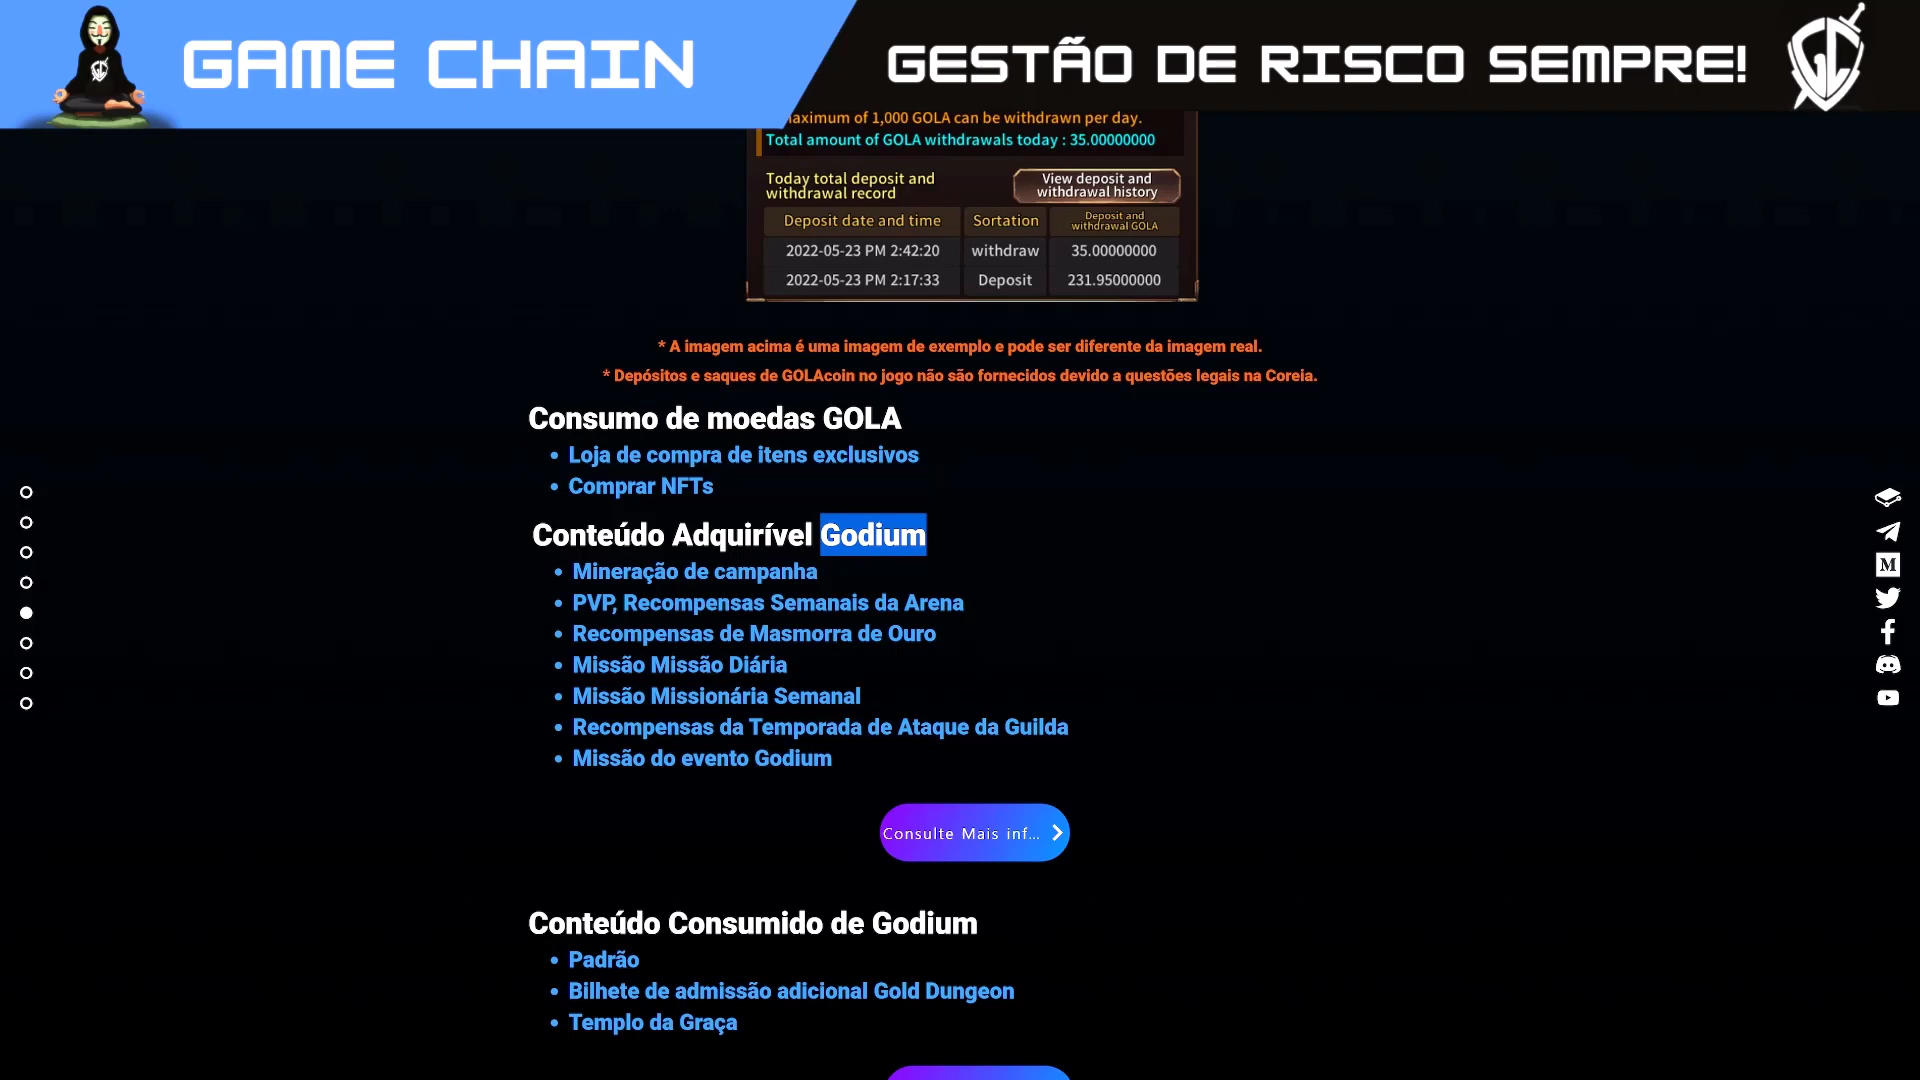 GAME CHAIN
GESTÃO DE RISCO SEMPRE!
maximum of 1,000 GOLA can be withdrawn per day.
Total amount of GOLA withdrawals today : 35.00000000
Today total deposit and
withdrawal record
View deposit and
withdrawal history
Deposit date and time Sortation Deposit and
withdrawal GOLA
2022-05-23 PM 2:42:20 withdraw 35.00000000
2022-05-23 PM 2:17:33 Deposit 231.95000000
* A imagem acima é uma imagem de exemplo e pode ser diferente da imagem real.
* Depósitos e saques de GOLAcoin no jogo não são fornecidos devido a questões legais na Coreia.
Consumo de moedas GOLA
• Loja de compra de itens exclusivos
• Comprar NFTs
Conteúdo Adquirível Godium
• Mineração de campanha
• PVP, Recompensas Semanais da Arena
• Recompensas de Masmorra de Ouro
• Missão Missão Diária
• Missão Missionária Semanal
• Recompensas da Temporada de Ataque da Guilda
• Missão do evento Godium
Consulte Mais inf...
Conteúdo Consumido de Godium
• Padrão
• Bilhete de admissão adicional Gold Dungeon
• Templo da Graça